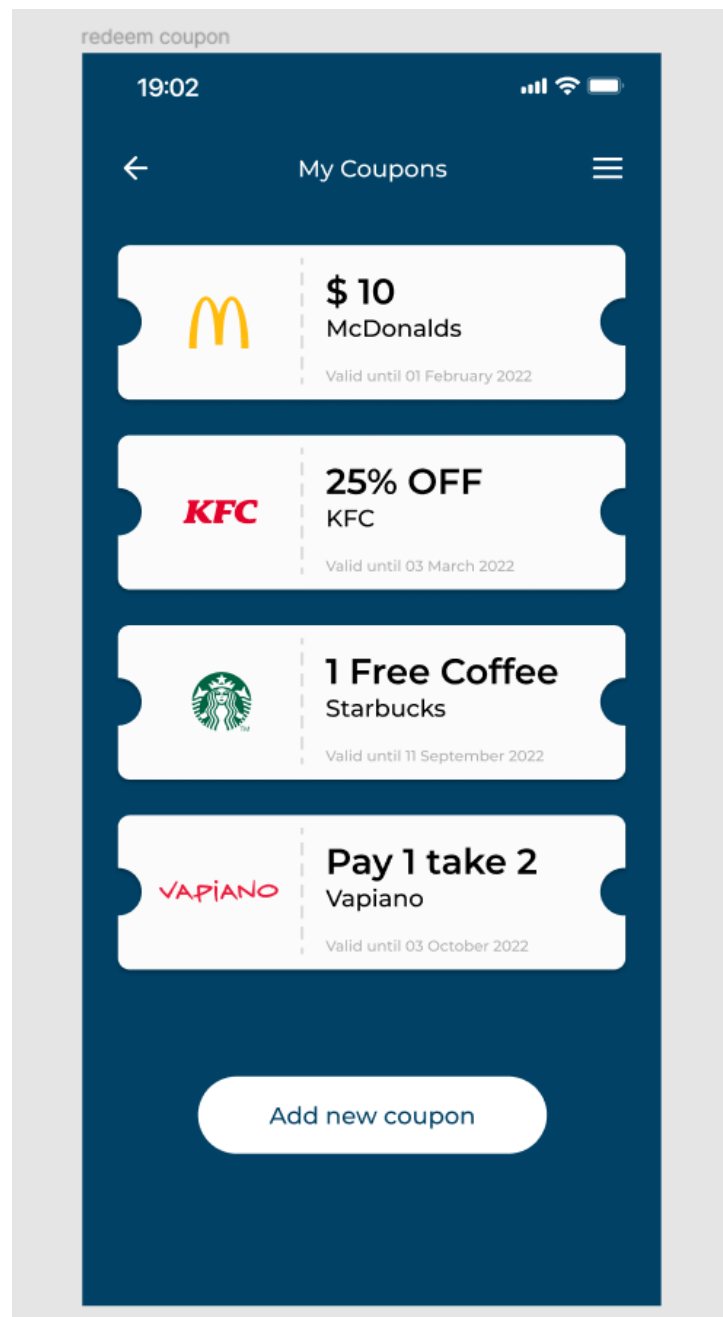 redeem coupon
19:02
My Coupons
$ 10
McDonalds
Valid until 01 February 2022
KFC
25% OFF
KFC
Valid until 03 March 2022
1 Free Coffee
Starbucks
TM
Valid until 11 September 2022
VAPiANO
Pay 1 take 2
Vapiano
Valid until 03 October 2022
Add new coupon